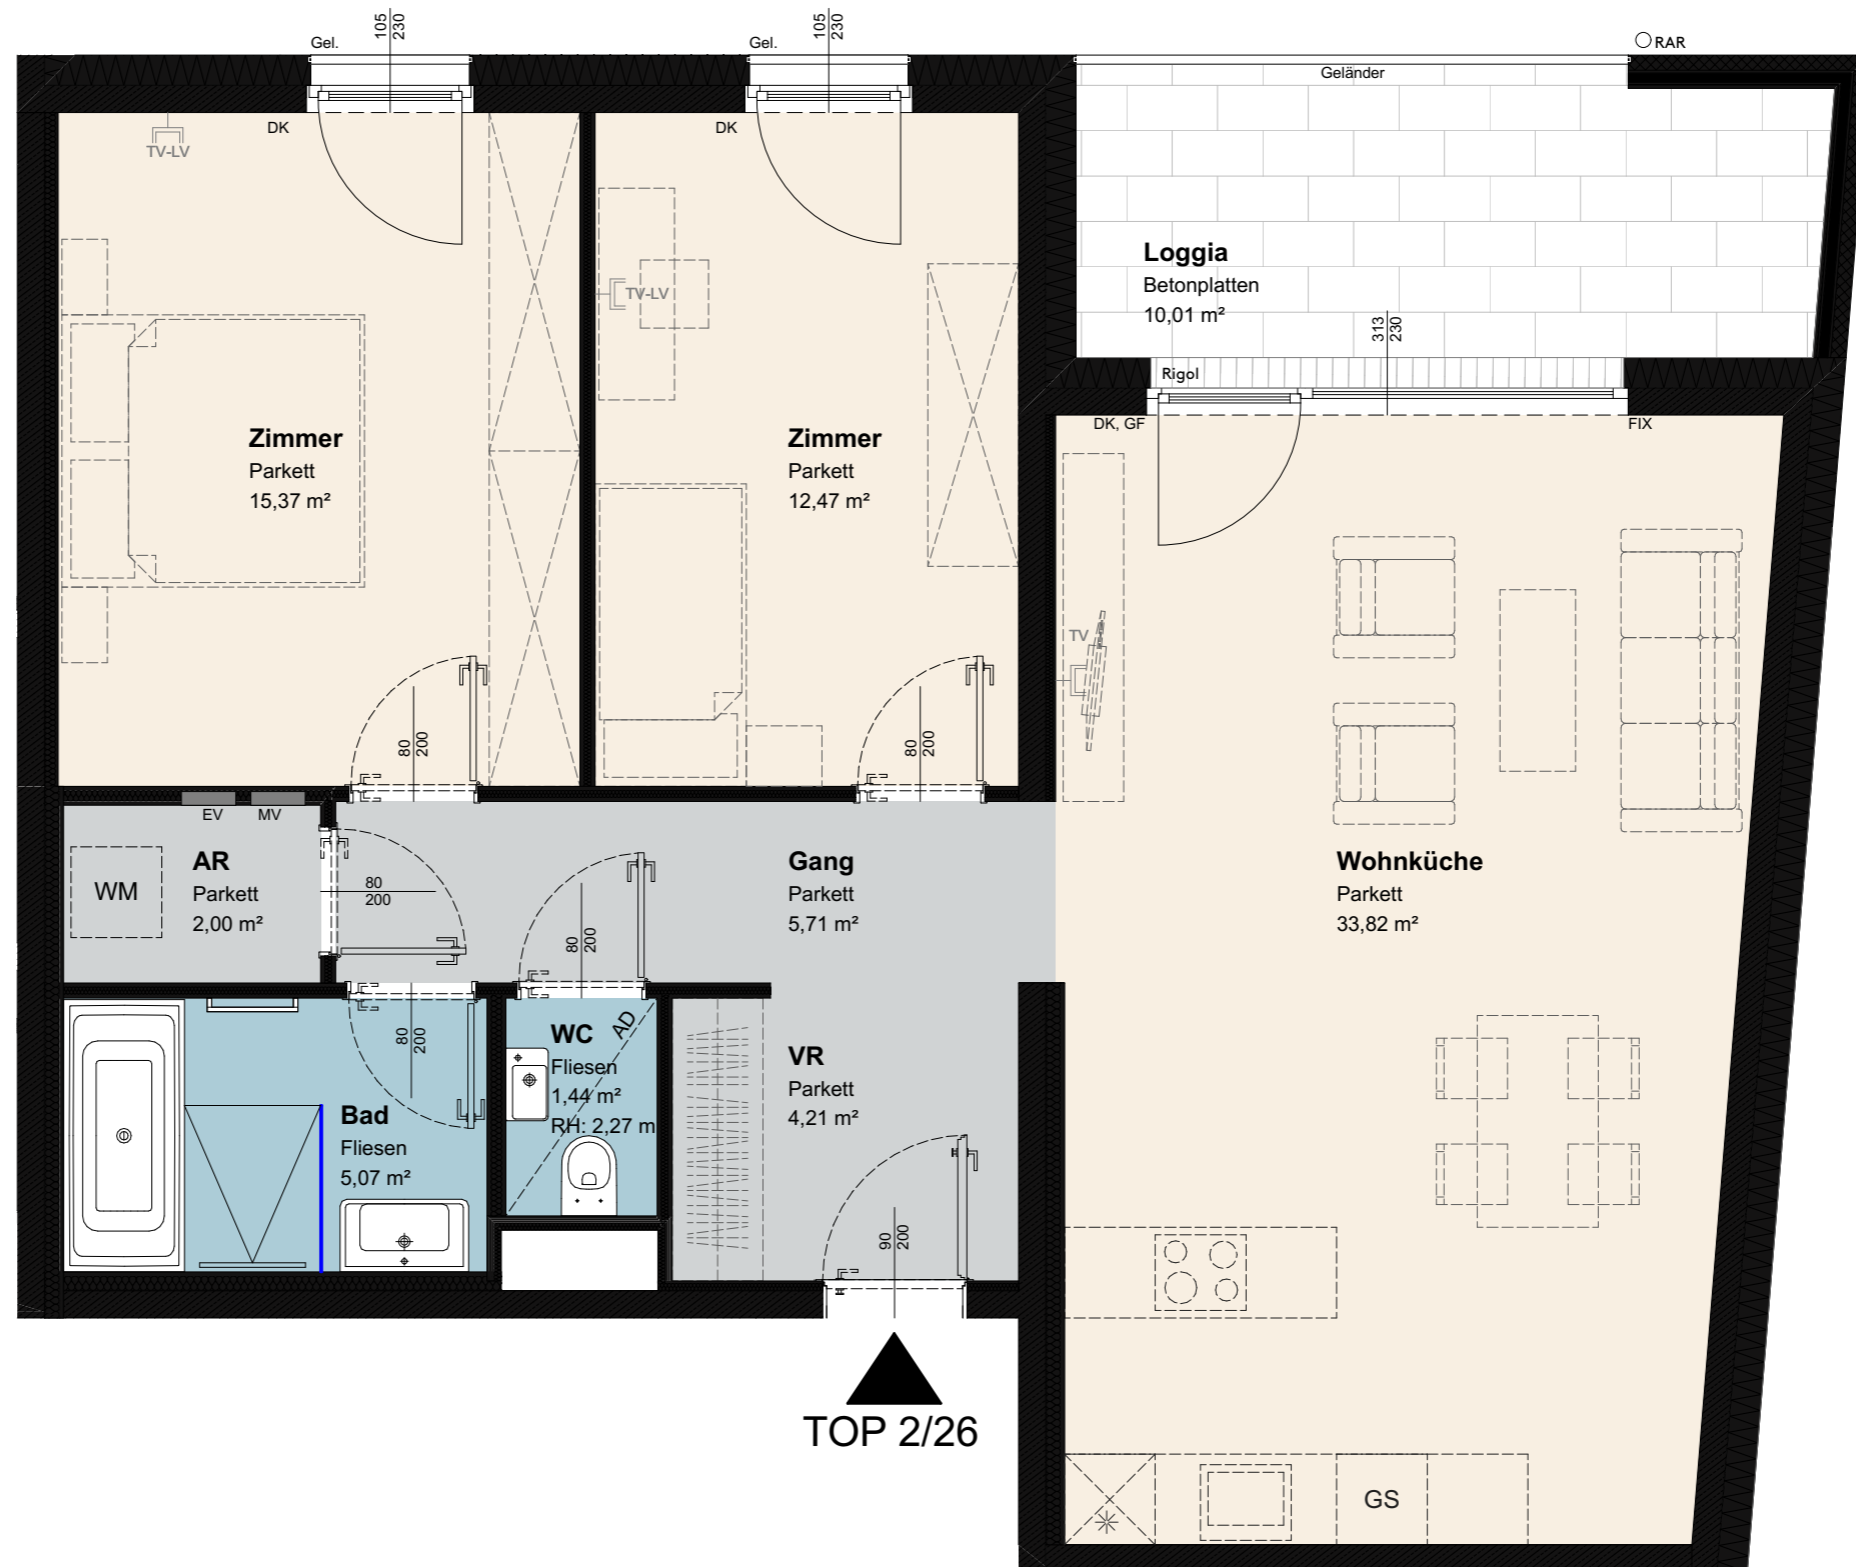 105
230
105
230
Gel.
Gel.
RAR
Geländer
DK
DK
TV-LV
TV-LV
Loggia
Betonplatten
10,01 m²
313
230
Rigol
DK, GF
FIX
Zimmer
Parkett
15,37 m²
Zimmer
Parkett
12,47 m²
TV
80
200
80
200
EV
MV
WM
AR
Parkett
2,00 m²
80
200
80
200
Gang
Parkett
5,71 m²
Wohnküche
Parkett
33,82 m²
80
200
WC
AD
Fliesen
1,44 m²
RH: 2,27 m
VR
Parkett
4,21 m²
Bad
Fliesen
5,07 m²
90
200
TOP 2/26
GS